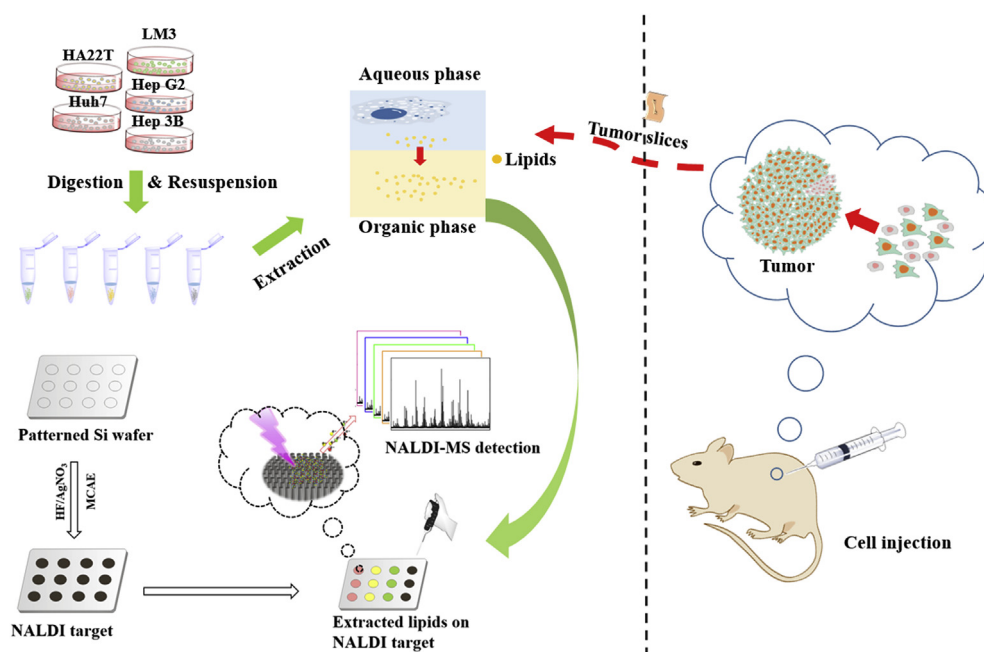 LM3
HA22T
Hep G2
Huh7
Hep 3B
Digestion & Resuspension
Extraction
Aqueous phase
Lipids
Organic phase
Tumor slices
Tumor
Patterned Si wafer
HF/AgNO₃
MCAE
NALDI target
NALDI-MS detection
Extracted lipids on
NALDI target
Cell injection